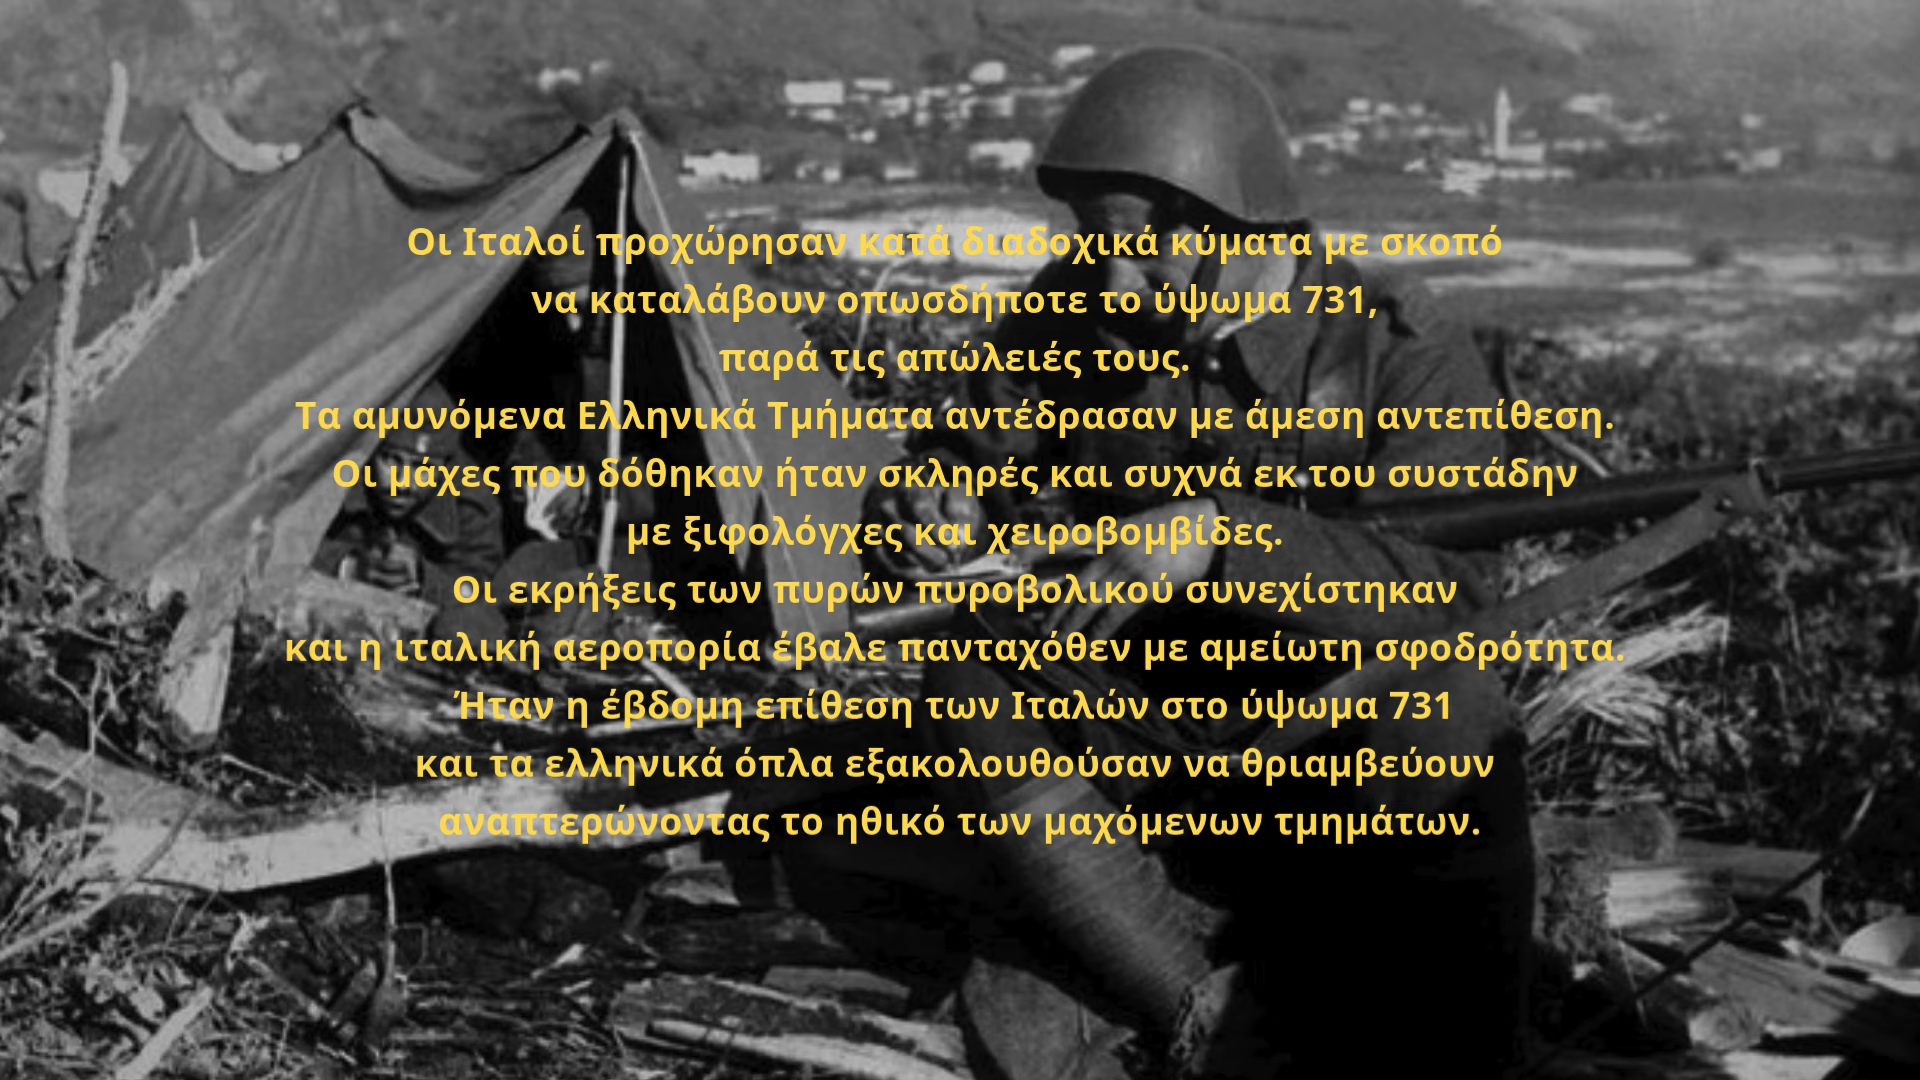 Οι Ιταλοί προχώρησαν κατά διαδοχικά κύματα με σκοπό
να καταλάβουν οπωσδήποτε το ύψωμα 731,
παρά τις απώλειές τους.
Τα αμυνόμενα Ελληνικά Τμήματα αντέδρασαν με άμεση αντεπίθεση.
Οι μάχες που δόθηκαν ήταν σκληρές και συχνά εκ του συστάδην
με ξιφολόγχες και χειροβομβίδες.
Οι εκρήξεις των πυρών πυροβολικού συνεχίστηκαν
και η ιταλική αεροπορία έβαλε πανταχόθεν με αμείωτη σφοδρότητα.
Ήταν η έβδομη επίθεση των Ιταλών στο ύψωμα 731
και τα ελληνικά όπλα εξακολουθούσαν να θριαμβεύουν
αναπτερώνοντας το ηθικό των μαχόμενων τμημάτων.